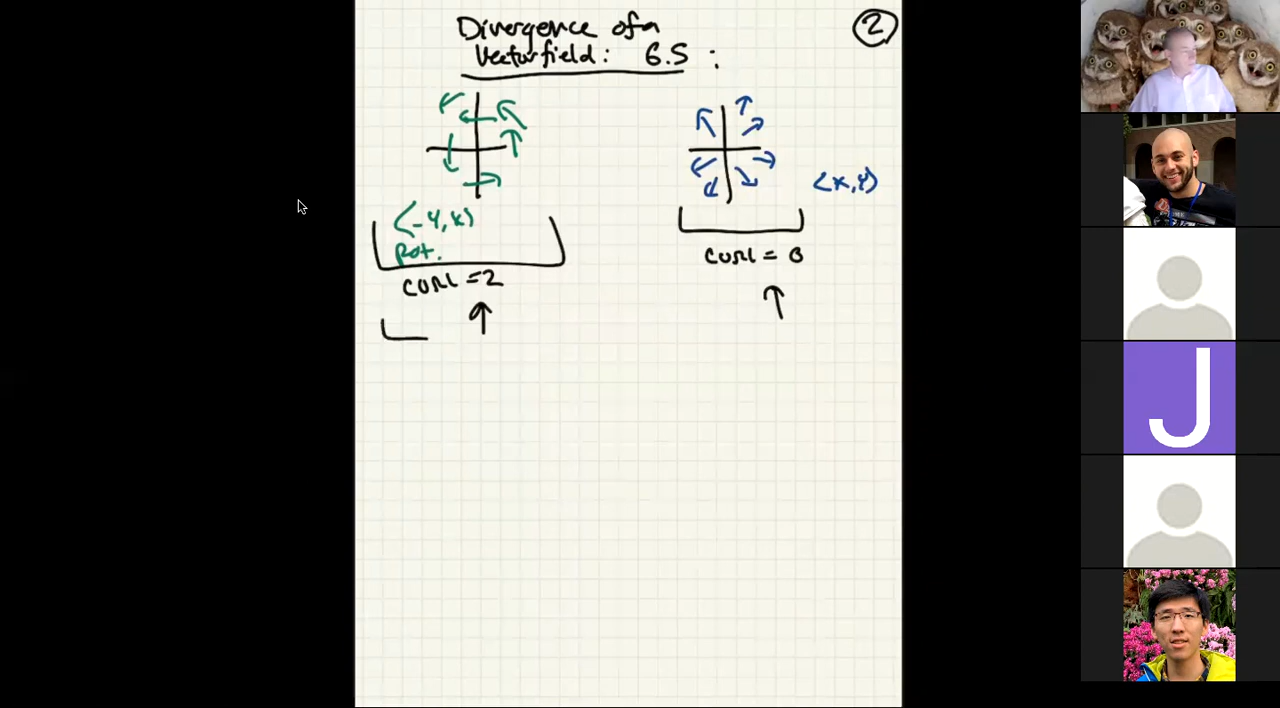 Divergence of a
2
Vectorfield: 6.5 :
<x,y>
<-y,x>
Rot.
curl = 0
curl = 2
J